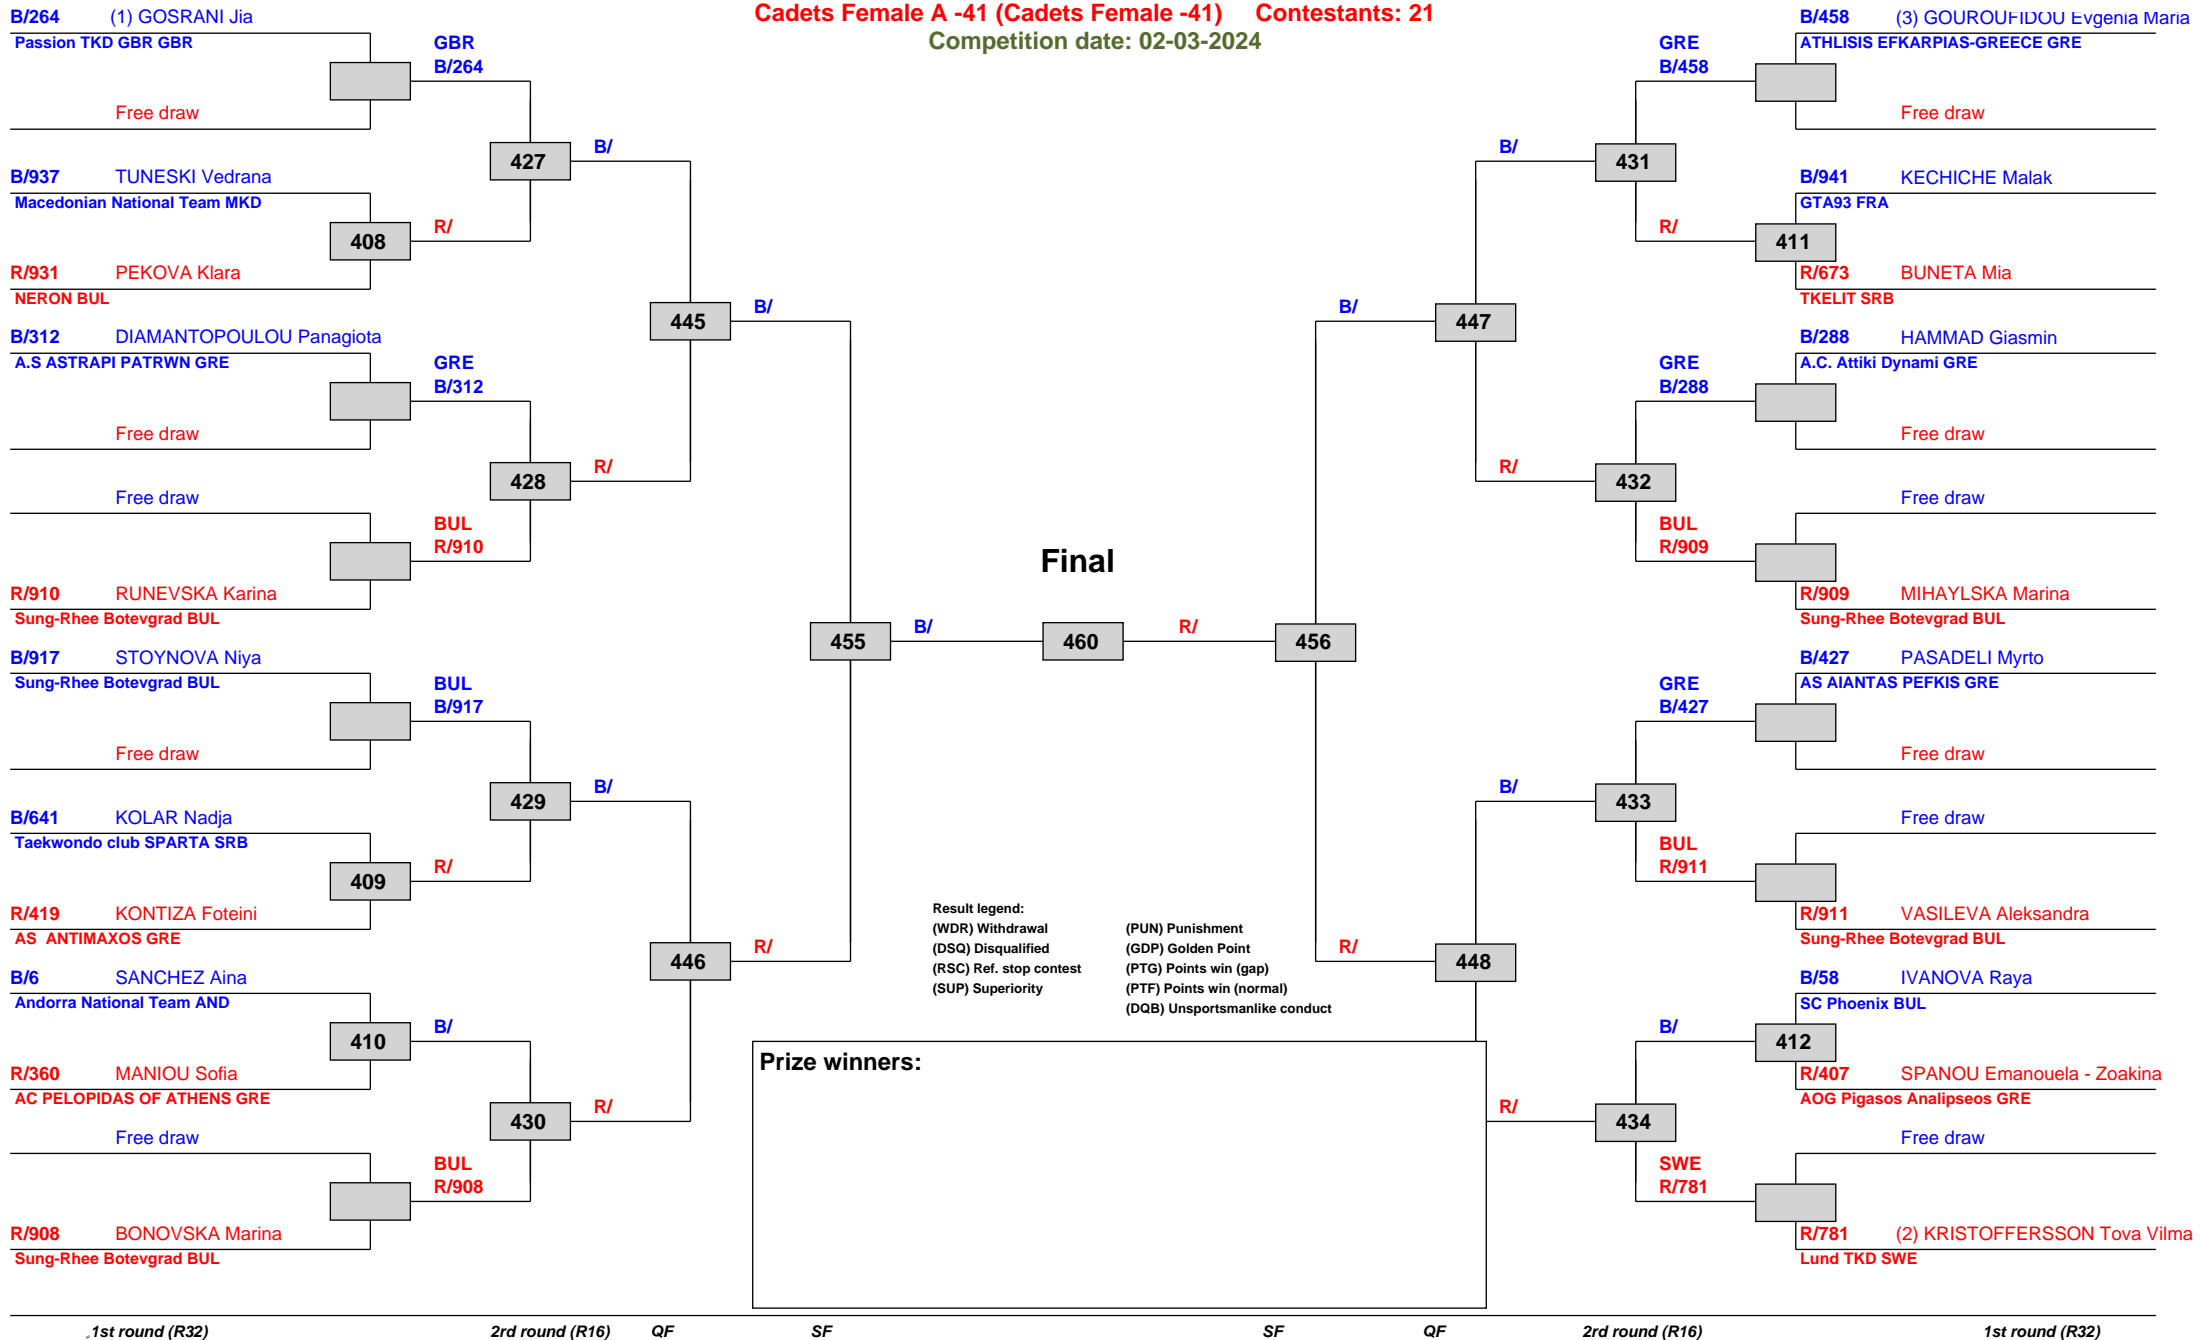 Cadets Female A -41 (Cadets Female -41) Contestants: 21
Competition date: 02-03-2024
B/264 (1) GOSRANI Jia
Passion TKD GBR GBR
GBR
B/264
Free draw
427
B/
B/937 TUNESKI Vedrana
Macedonian National Team MKD
408
R/
R/931 PEKOVA Klara
NERON BUL
445
B/
B/312 DIAMANTOPOULOU Panagiota
A.S ASTRAPI PATRWN GRE
GRE
B/312
Free draw
428
R/
Free draw
BUL
R/910
R/910 RUNEVSKA Karina
Sung-Rhee Botevgrad BUL
455
B/
B/917 STOYNOVA Niya
Sung-Rhee Botevgrad BUL
BUL
B/917
Free draw
429
B/
B/641 KOLAR Nadja
Taekwondo club SPARTA SRB
409
R/
R/419 KONTIZA Foteini
AS ANTIMAXOS GRE
446
R/
B/6 SANCHEZ Aina
Andorra National Team AND
410
B/
R/360 MANIOU Sofia
AC PELOPIDAS OF ATHENS GRE
430
R/
Free draw
BUL
R/908
R/908 BONOVSKA Marina
Sung-Rhee Botevgrad BUL
Final
460
R/
456
B/458 (3) GOUROUFIDOU Evgenia Maria
ATHLISIS EFKARPIAS-GREECE GRE
GRE
B/458
Free draw
B/
431
B/941 KECHICHE Malak
GTA93 FRA
R/
411
R/673 BUNETA Mia
TKELIT SRB
B/
447
B/288 HAMMAD Giasmin
A.C. Attiki Dynami GRE
GRE
B/288
Free draw
R/
432
Free draw
BUL
R/909
R/909 MIHAYLSKA Marina
Sung-Rhee Botevgrad BUL
B/427 PASADELI Myrto
AS AIANTAS PEFKIS GRE
GRE
B/427
Free draw
B/
433
Free draw
BUL
R/911
R/911 VASILEVA Aleksandra
Sung-Rhee Botevgrad BUL
R/
448
B/58 IVANOVA Raya
SC Phoenix BUL
B/
412
R/407 SPANOU Emanouela - Zoakina
AOG Pigasos Analipseos GRE
R/
434
Free draw
SWE
R/781
R/781 (2) KRISTOFFERSSON Tova Vilma
Lund TKD SWE
Result legend:
(WDR) Withdrawal (PUN) Punishment
(DSQ) Disqualified (GDP) Golden Point
(RSC) Ref. stop contest (PTG) Points win (gap)
(SUP) Superiority (PTF) Points win (normal)
(DQB) Unsportsmanlike conduct
Prize winners:
1st round (R32) 2rd round (R16) QF SF SF QF 2rd round (R16) 1st round (R32)